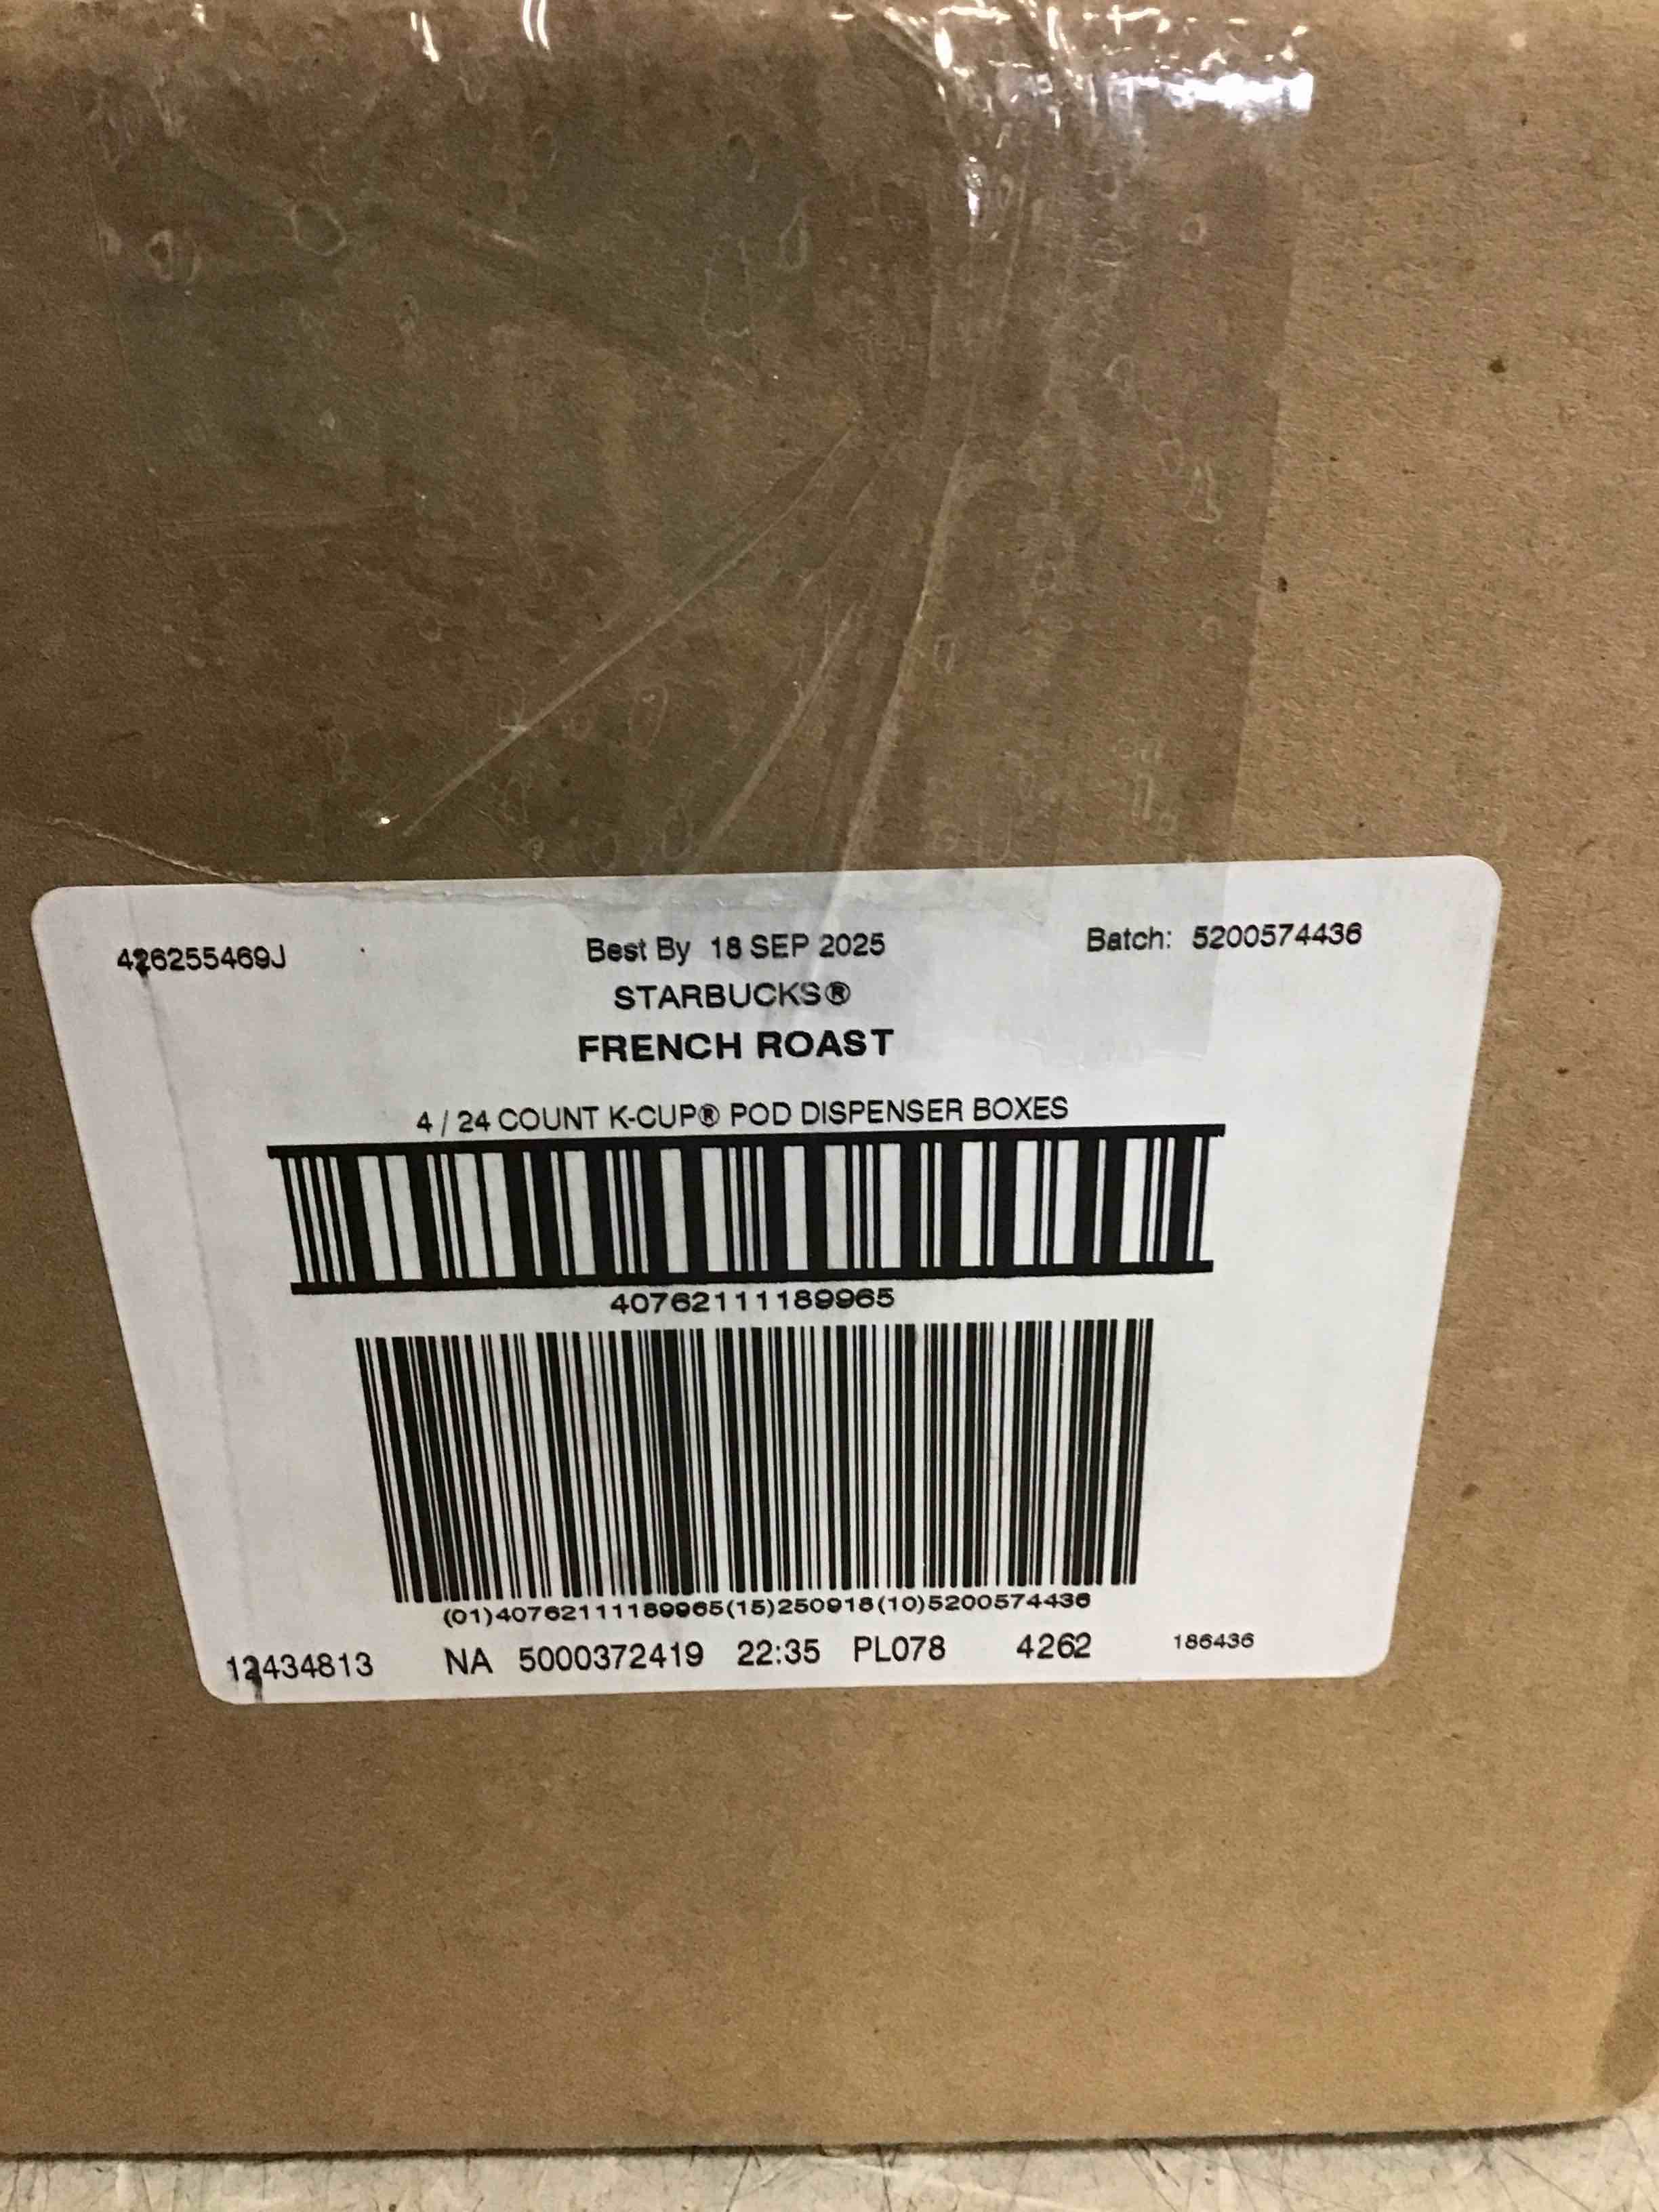 426255469J Best By 18 SEP 2025 Batch: 5200574436
STARBUCKS®
FRENCH ROAST
4 / 24 COUNT K-CUP® POD DISPENSER BOXES
40762111189965
(01)40762111189965(15)250918(10)5200574436
12434813 NA 5000372419 22:35 PL078 4262 186436